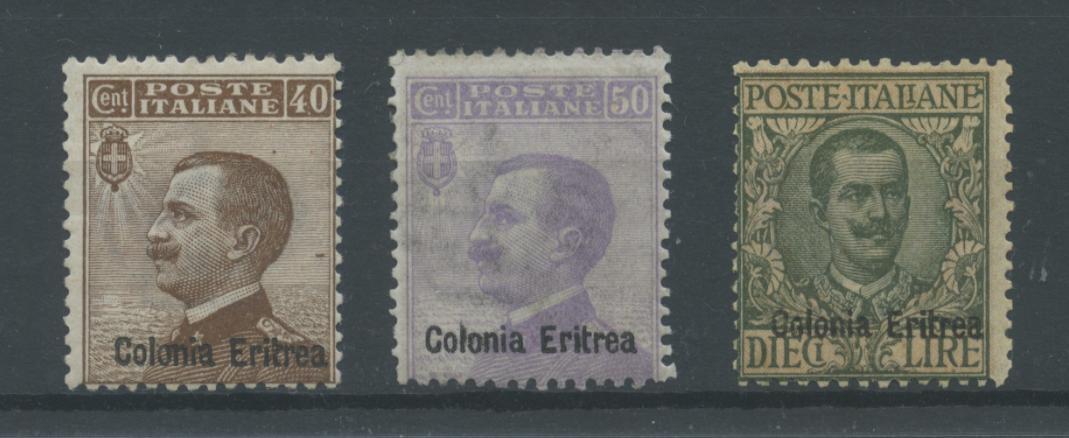 Cent POSTE 40
ITALIANE
Colonia Eritrea
Cent. POSTE 50
ITALIANE
Colonia Eritrea
POSTE·ITALIANE
Colonia Eritrea
DIECI LIRE